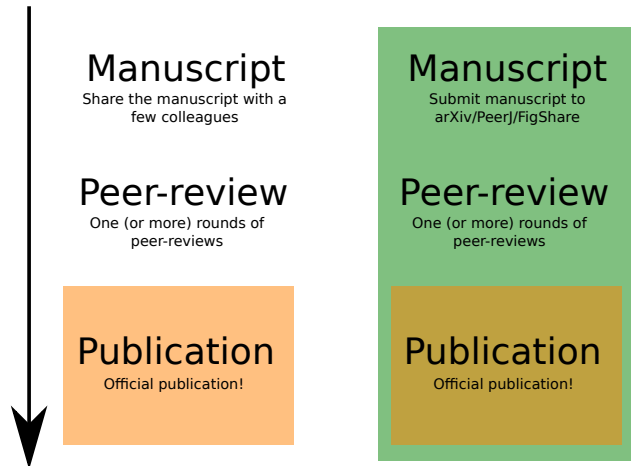 Manuscript
Share the manuscript with a
few colleagues
Peer-review
One (or more) rounds of
peer-reviews
Publication
Official publication!
Manuscript
Submit manuscript to
arXiv/PeerJ/FigShare
Peer-review
One (or more) rounds of
peer-reviews
Publication
Official publication!